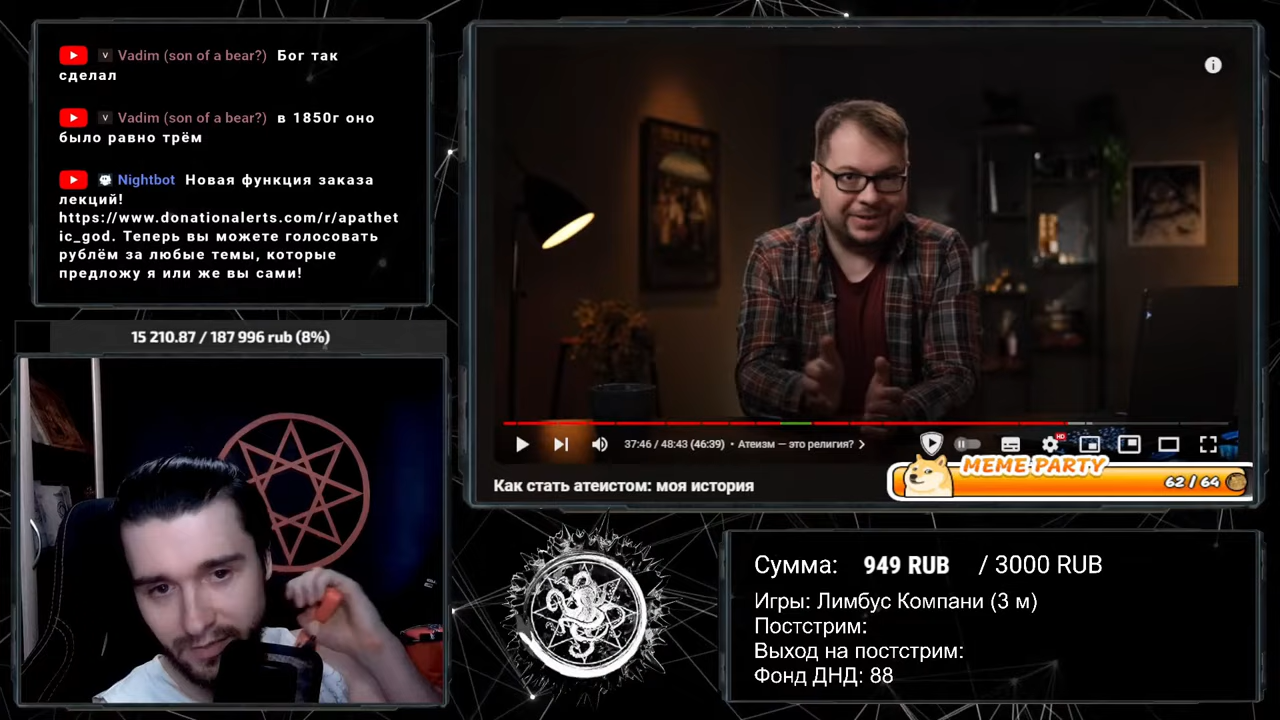 V Vadim (son of a bear?) Бог так
сделал
V Vadim (son of a bear?) в 1850г оно
было равно трём
Nightbot Новая функция заказа
лекций!
https://www.donationalerts.com/r/apathet
ic_god. Теперь вы можете голосовать
рублём за любые темы, которые
предложу я или же вы сами!
15 210.87 / 187 996 rub (8%)
37:46 / 48:43 (46:39) • Атеизм — это религия?
HD
MEME PARTY
62 / 64
Как стать атеистом: моя история
Сумма: 949 RUB / 3000 RUB
Игры: Лимбус Компани (3 м)
Постстрим:
Выход на постстрим:
Фонд ДНД: 88